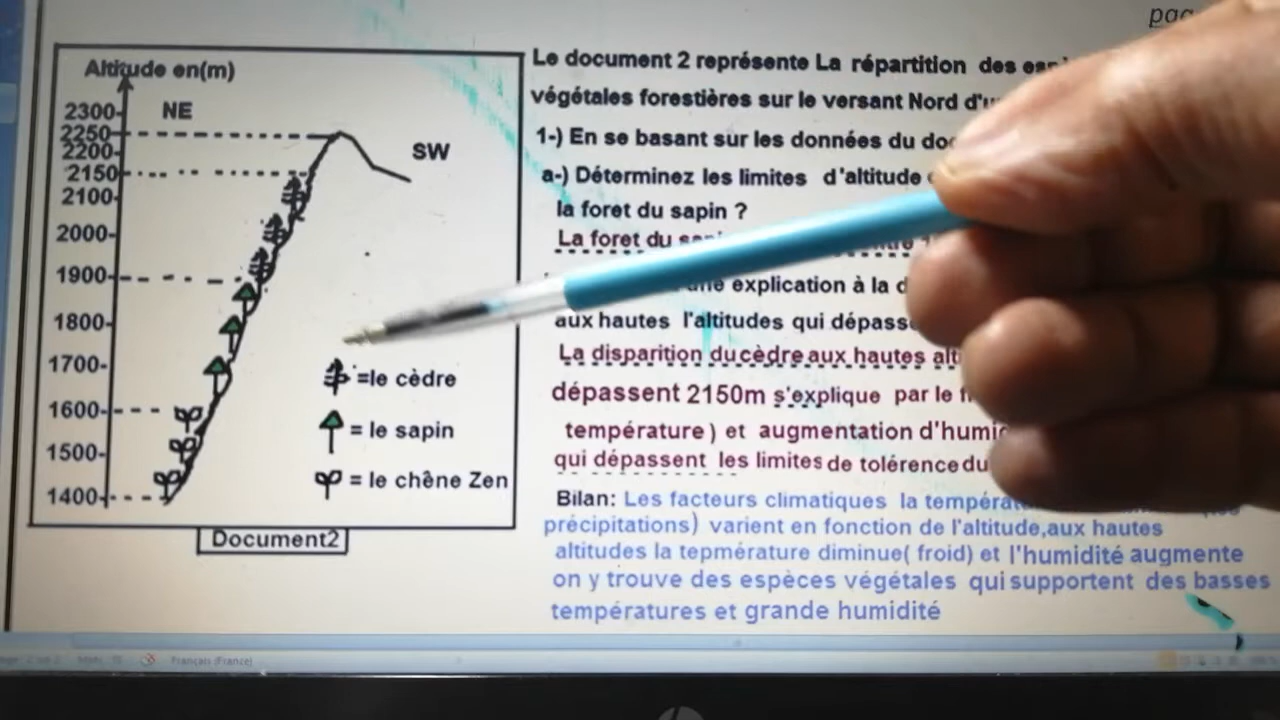 Altitude en(m)
NE
2300
2250
2200
2150
2100
2000
1900
1800
1700
1600
1500
1400
SW
=le cèdre
= le sapin
= le chêne Zen
Document2
Le document 2 représente La répartition des
végétales forestières sur le versant Nord
1-) En se basant sur les données du
a-) Déterminez les limites d'altitude
la foret du sapin ?
La foret du
explication à la
aux hautes l'altitudes qui
La disparition du cèdre aux hautes
dépassent 2150m s'explique par le
température) et augmentation
qui dépassent les limites de tolérence du
Bilan: Les facteurs climatiques la
précipitations) varient en fonction de l'altitude,aux hautes
altitudes la tepmérature diminue( froid) et l'humidité augmente
on y trouve des espèces végétales qui supportent des basses
températures et grande humidité
Français (France)